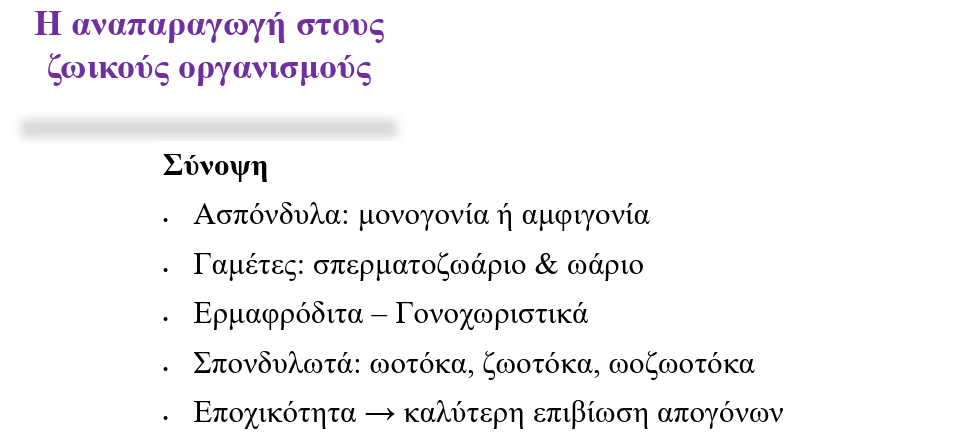 Η αναπαραγωγή στους
ζωικούς οργανισμούς
Σύνοψη
• Ασπόνδυλα: μονογονία ή αμφιγονία
• Γαμέτες: σπερματοζωάριο & ωάριο
• Ερμαφρόδιτα – Γονοχωριστικά
• Σπονδυλωτά: ωοτόκα, ζωοτόκα, ωοζωοτόκα
• Εποχικότητα → καλύτερη επιβίωση απογόνων